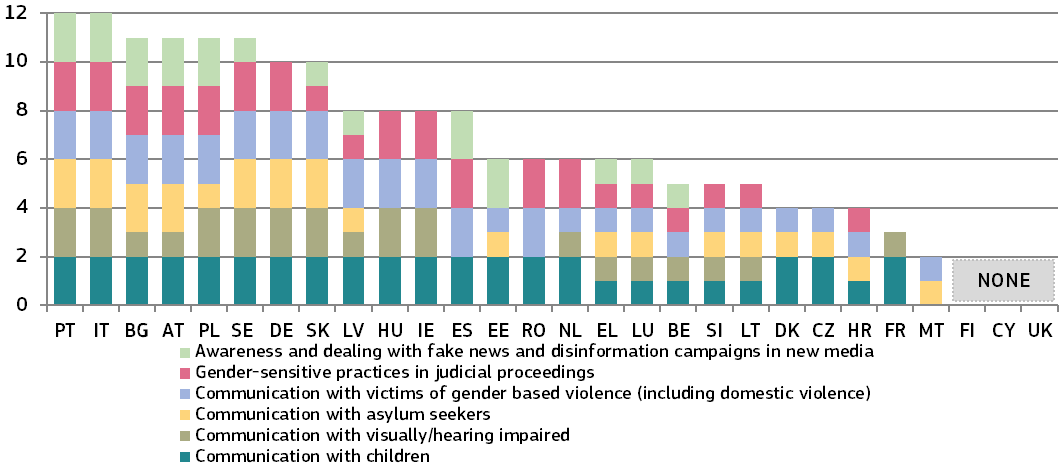 12
10
8
6
4
2
0
NONE
PT IT BG AT PL SE DE SK LV HU IE ES EE RO NL EL LU BE SI LT DK CZ HR FR MT FI CY UK
Awareness and dealing with fake news and disinformation campaigns in new media
Gender-sensitive practices in judicial proceedings
Communication with victims of gender based violence (including domestic violence)
Communication with asylum seekers
Communication with visually/hearing impaired
Communication with children